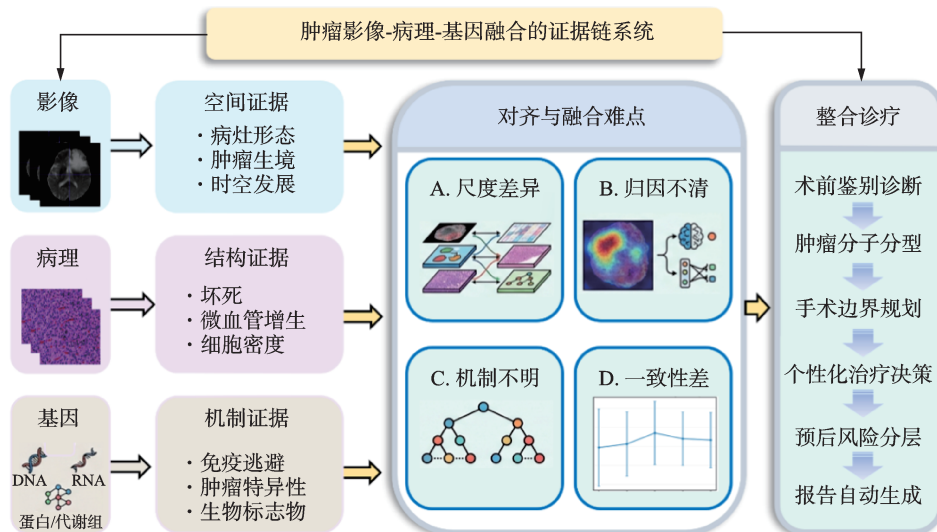 肿瘤影像-病理-基因融合的证据链系统
影像
空间证据
· 病灶形态
· 肿瘤生境
· 时空发展
病理
结构证据
· 坏死
· 微血管增生
· 细胞密度
基因
DNA
RNA
蛋白/代谢组
机制证据
· 免疫逃避
· 肿瘤特异性
· 生物标志物
对齐与融合难点
A. 尺度差异
B. 归因不清
C. 机制不明
D. 一致性差
整合诊疗
术前鉴别诊断
肿瘤分子分型
手术边界规划
个性化治疗决策
预后风险分层
报告自动生成